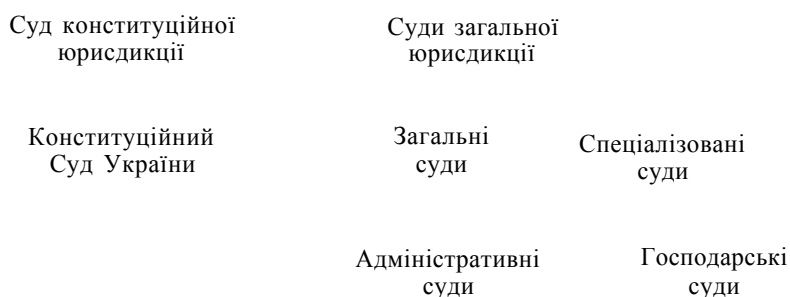 Суд конституційної
юрисдикції
Суди загальної
юрисдикції
Конституційний
Суд України
Загальні
суди
Спеціалізовані
суди
Адміністративні
суди
Господарські
суди